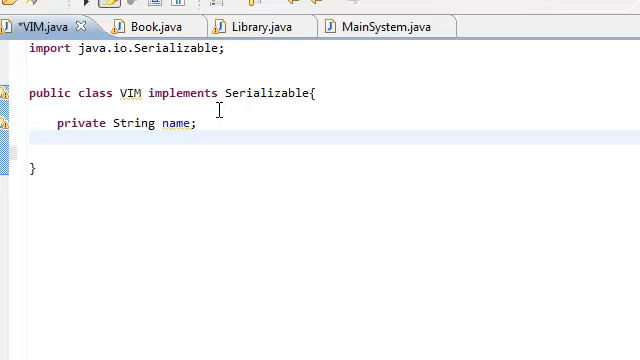 *VIM.java
Book.java
Library.java
MainSystem.java
import java.io.Serializable;
public class VIM implements Serializable{
private String name;
}